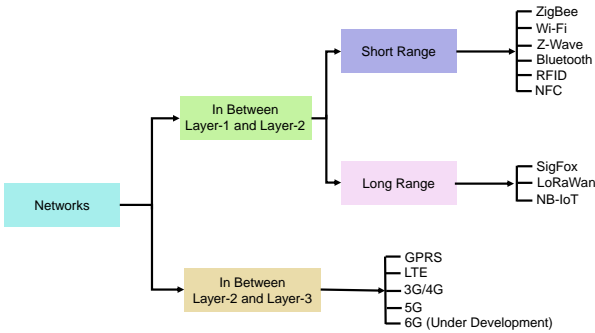 Networks
In Between
Layer-1 and Layer-2
Short Range
ZigBee
Wi-Fi
Z-Wave
Bluetooth
RFID
NFC
Long Range
SigFox
LoRaWan
NB-IoT
In Between
Layer-2 and Layer-3
GPRS
LTE
3G/4G
5G
6G (Under Development)